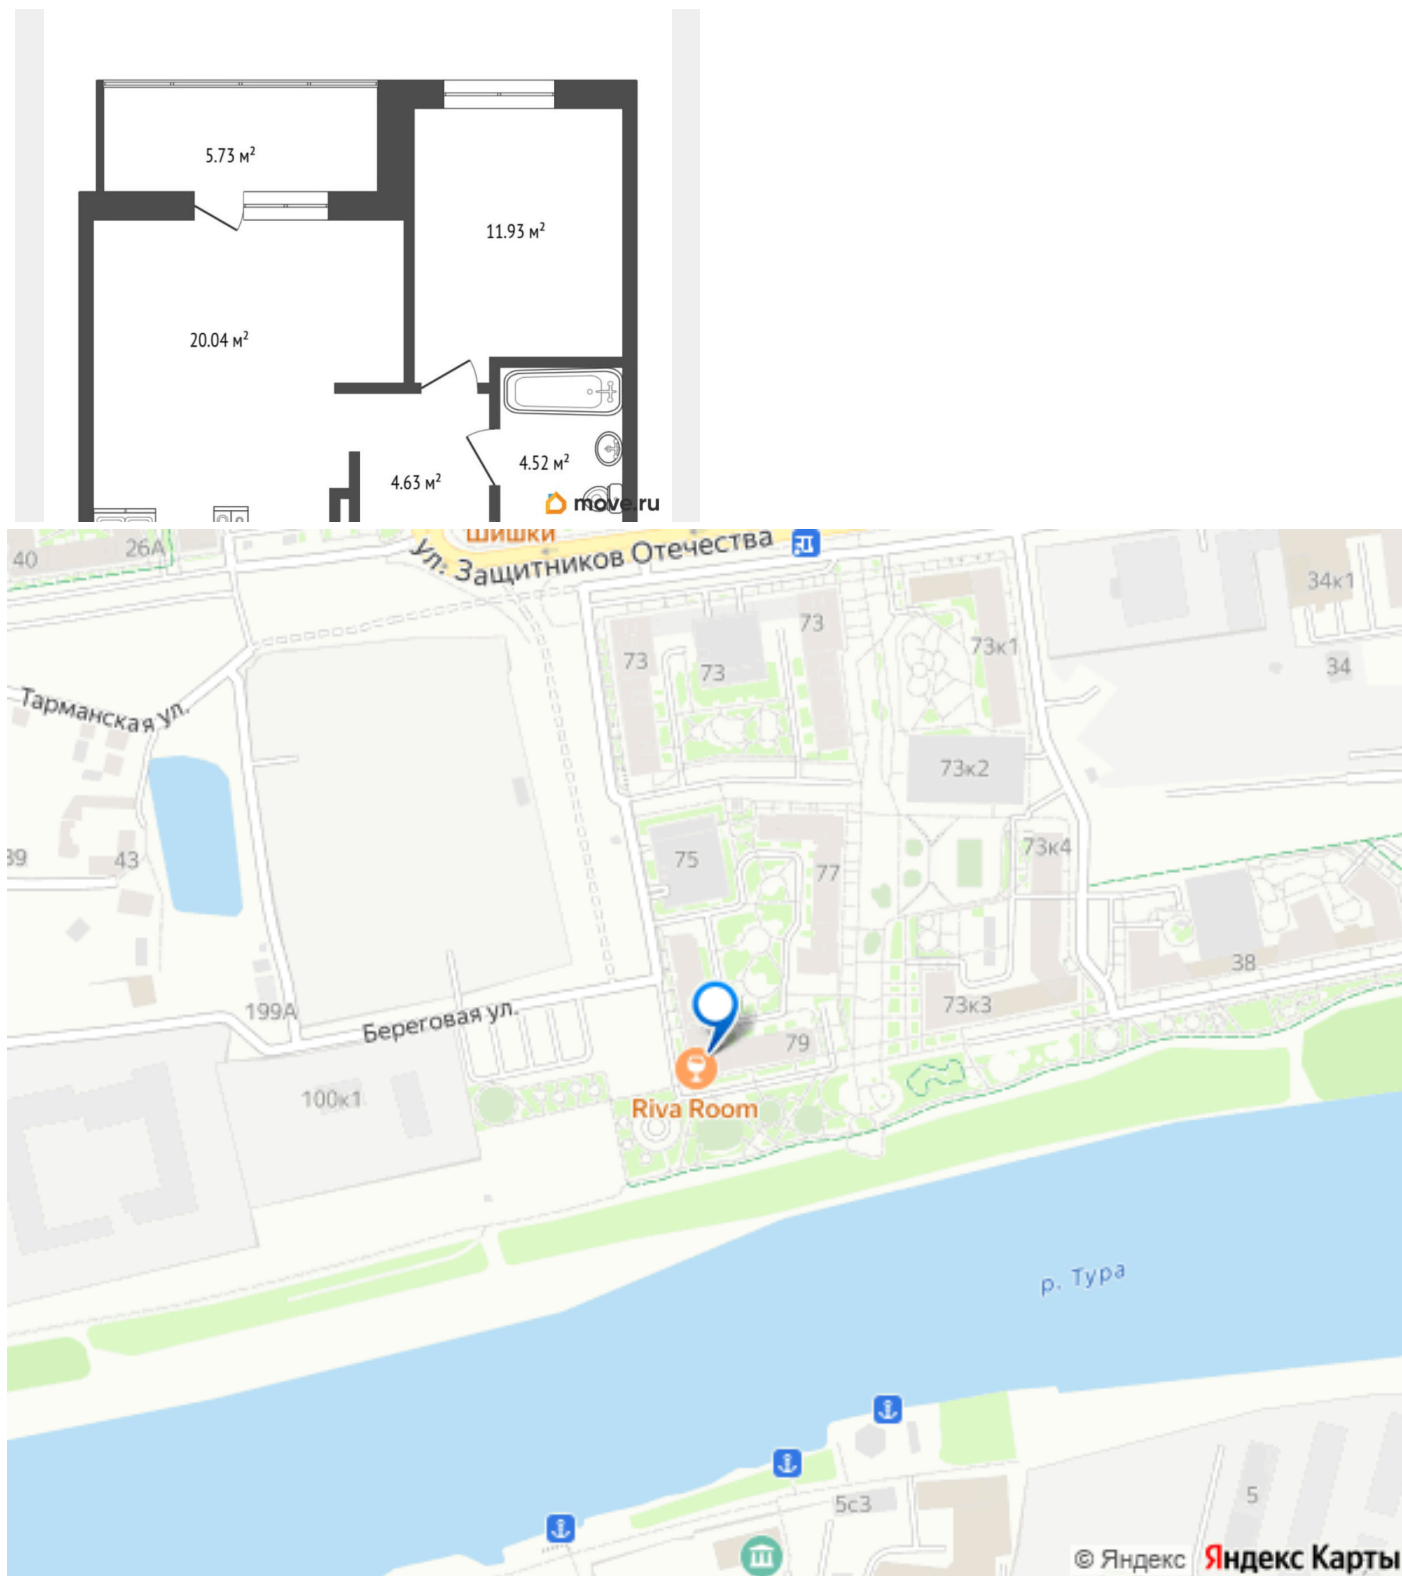 5.73 м²
11.93 м²
20.04 м²
4.52 м²
4.63 м²
move.ru
Шишки
ул. Защитников Отечества
40
26А
34к1
73
73
73
73к1
34
Тарманская ул.
73к2
39
43
75
77
73к4
38
199А
Береговая ул.
73к3
79
100к1
Riva Room
р. Тура
5с3
5
© Яндекс Яндекс Карты